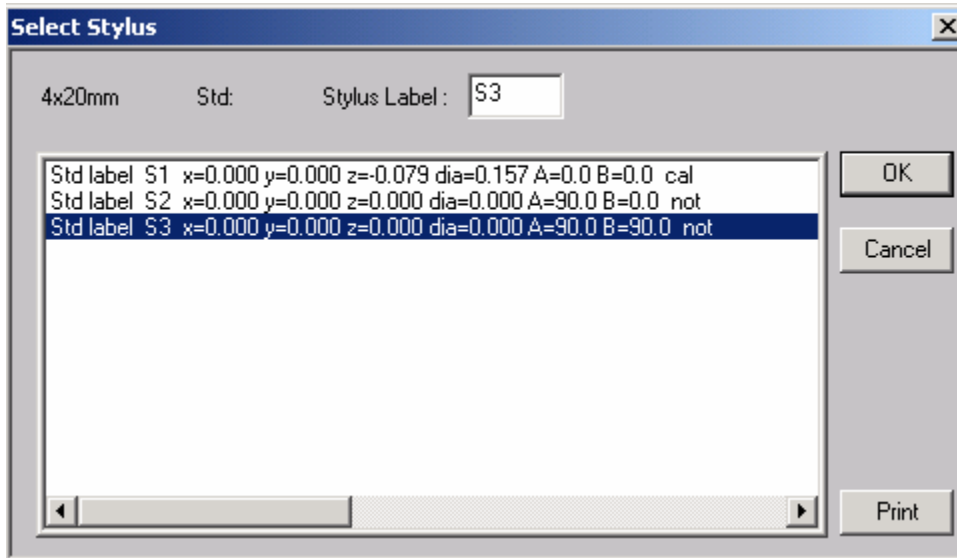 Select Stylus
4x20mm Std: Stylus Label : S3
Std label S1 x=0.000 y=0.000 z=-0.079 dia=0.157 A=0.0 B=0.0 cal
Std label S2 x=0.000 y=0.000 z=0.000 dia=0.000 A=90.0 B=0.0 not
Std label S3 x=0.000 y=0.000 z=0.000 dia=0.000 A=90.0 B=90.0 not
OK
Cancel
Print